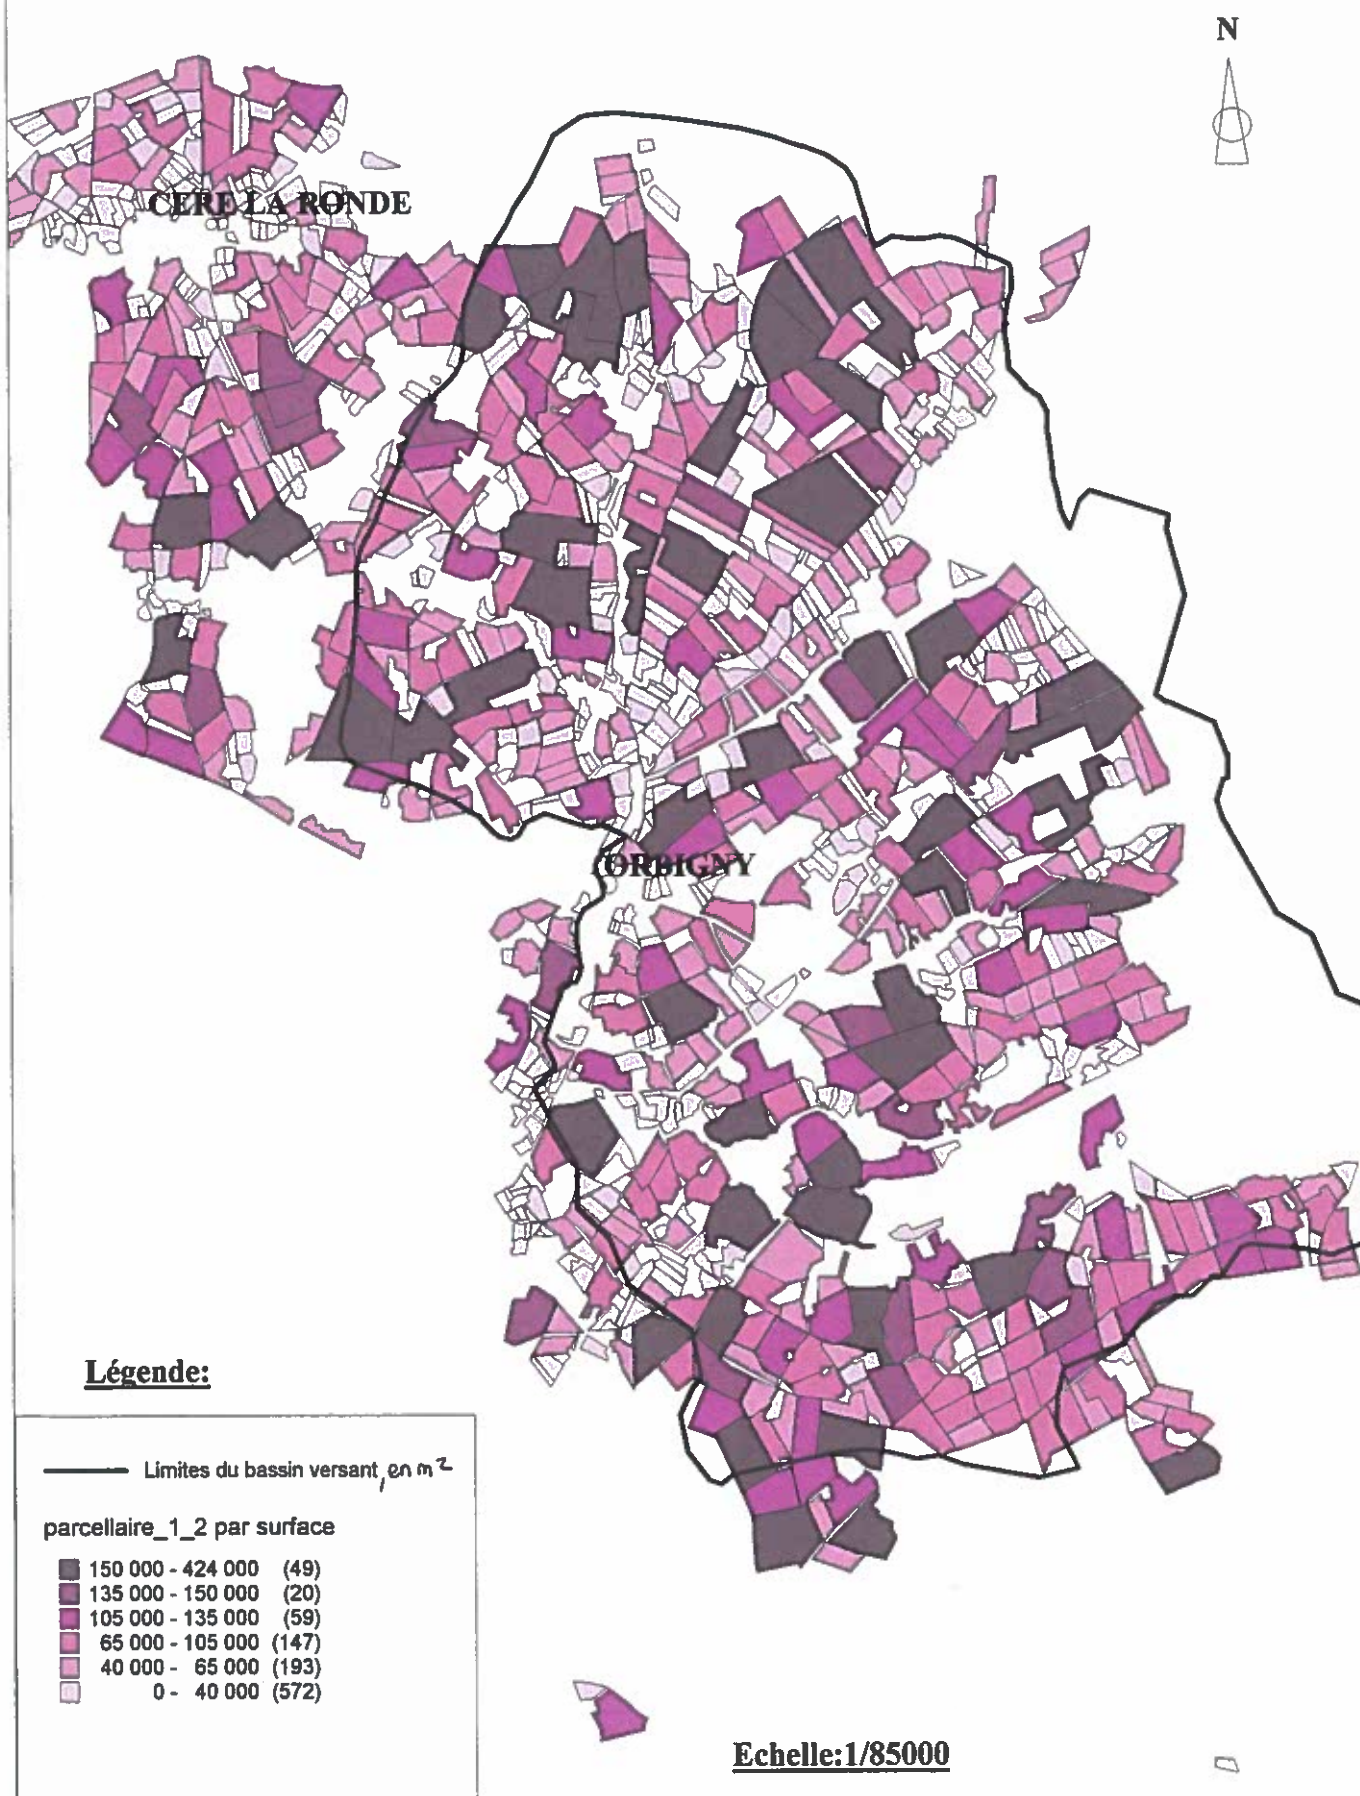 N
CERE LA RONDE
ORBIGNY
Légende:
Limites du bassin versant, en m²
parcellaire_1_2 par surface
150 000 - 424 000 (49)
135 000 - 150 000 (20)
105 000 - 135 000 (59)
65 000 - 105 000 (147)
40 000 - 65 000 (193)
0 - 40 000 (572)
Echelle:1/85000